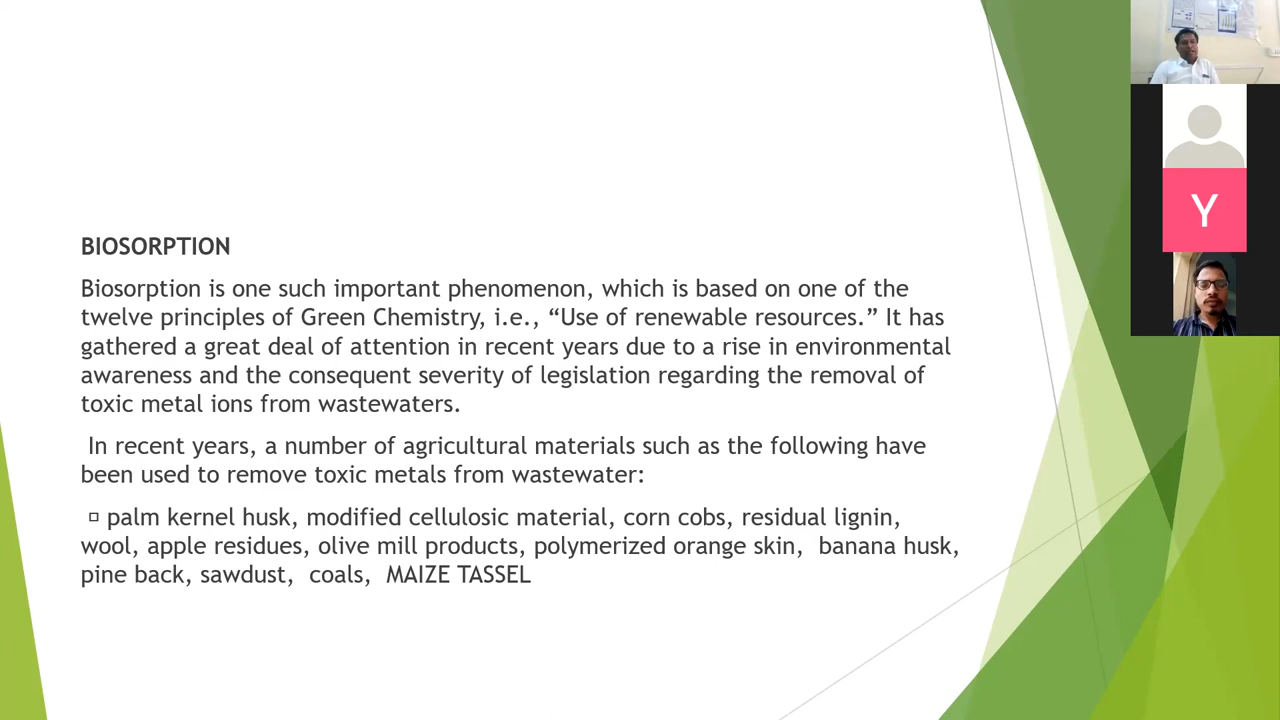 BIOSORPTION
Biosorption is one such important phenomenon, which is based on one of the
twelve principles of Green Chemistry, i.e., “Use of renewable resources.” It has
gathered a great deal of attention in recent years due to a rise in environmental
awareness and the consequent severity of legislation regarding the removal of
toxic metal ions from wastewaters.
In recent years, a number of agricultural materials such as the following have
been used to remove toxic metals from wastewater:
palm kernel husk, modified cellulosic material, corn cobs, residual lignin,
wool, apple residues, olive mill products, polymerized orange skin, banana husk,
pine back, sawdust, coals, MAIZE TASSEL
Y